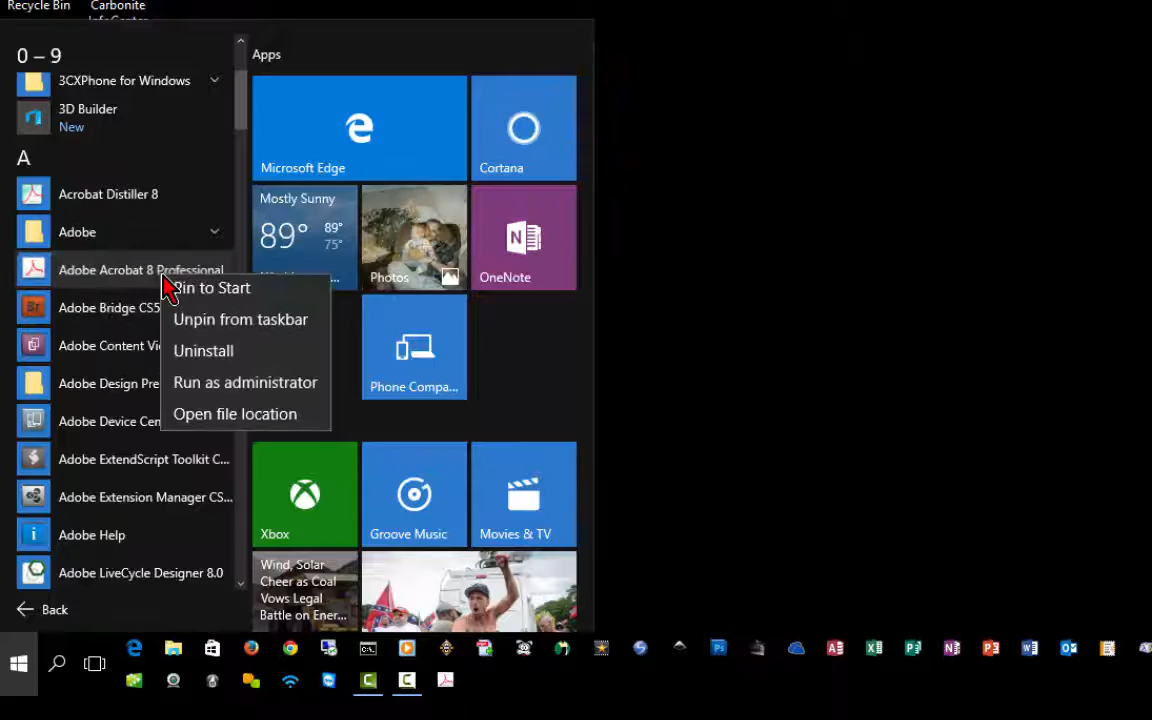 Recycle Bin
Carbonite
InfoCenter
0 – 9
3CXPhone for Windows
3D Builder
New
A
Acrobat Distiller 8
Adobe
Adobe Acrobat 8 Professional
Adobe Bridge CS5
Adobe Content Vi
Adobe Design Pre
Adobe Device Cen
Adobe ExtendScript Toolkit C...
Adobe Extension Manager CS...
Adobe Help
Adobe LiveCycle Designer 8.0
Back
Pin to Start
Unpin from taskbar
Uninstall
Run as administrator
Open file location
Apps
Microsoft Edge
Cortana
Mostly Sunny
89° 89°
75°
Photos
OneNote
Phone Compa...
Xbox
Groove Music
Movies & TV
Wind, Solar
Cheer as Coal
Vows Legal
Battle on Ener...